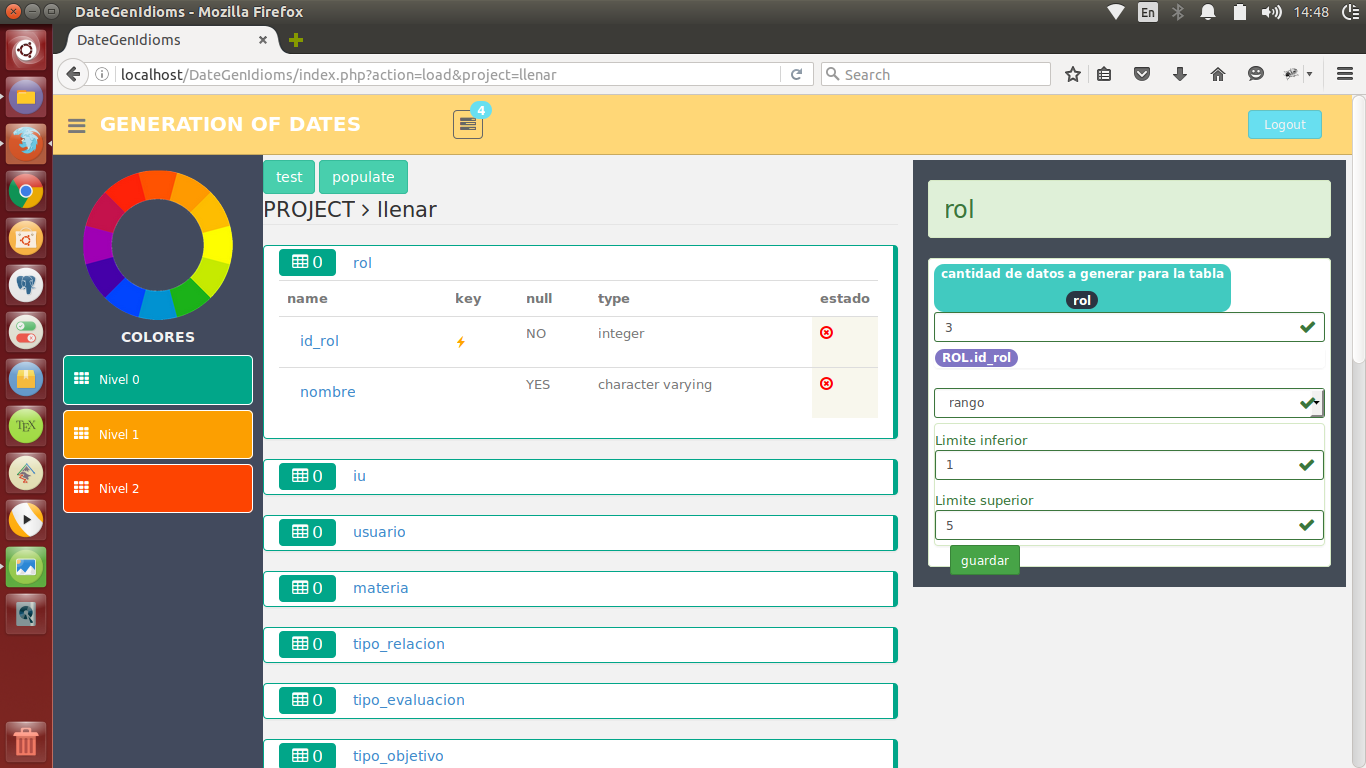 DateGenIdioms - Mozilla Firefox
En
14:48
DateGenIdioms
localhost/DateGenIdioms/index.php?action=load&project=llenar
Search
GENERATION OF DATES
4
Logout
COLORES
Nivel 0
Nivel 1
Nivel 2
test
populate
PROJECT > llenar
0 rol
name key null type estado
id_rol NO integer
nombre YES character varying
0 iu
0 usuario
0 materia
0 tipo_relacion
0 tipo_evaluacion
0 tipo_objetivo
rol
cantidad de datos a generar para la tabla
rol
3
ROL.id_rol
rango
Limite inferior
1
Limite superior
5
guardar
TEX